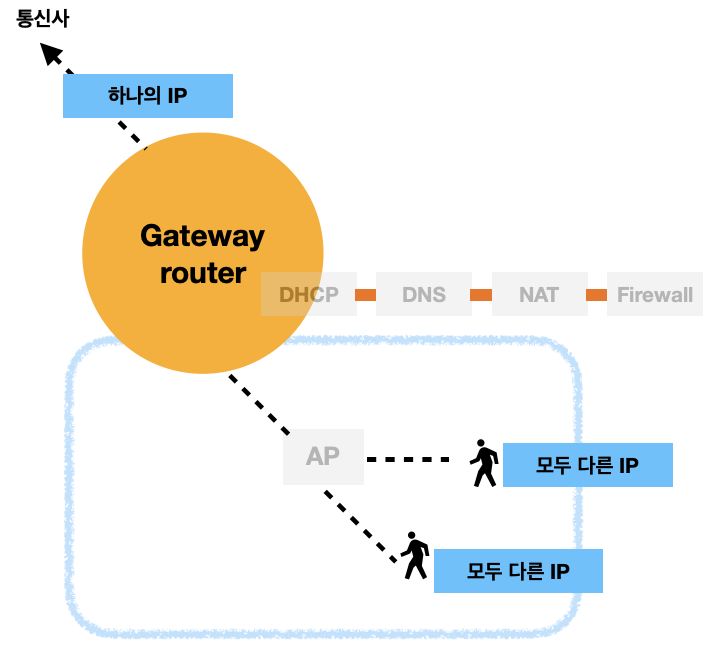 통신사
하나의 IP
Gateway
router
DHCP
DNS
NAT
Firewall
AP
모두 다른 IP
모두 다른 IP